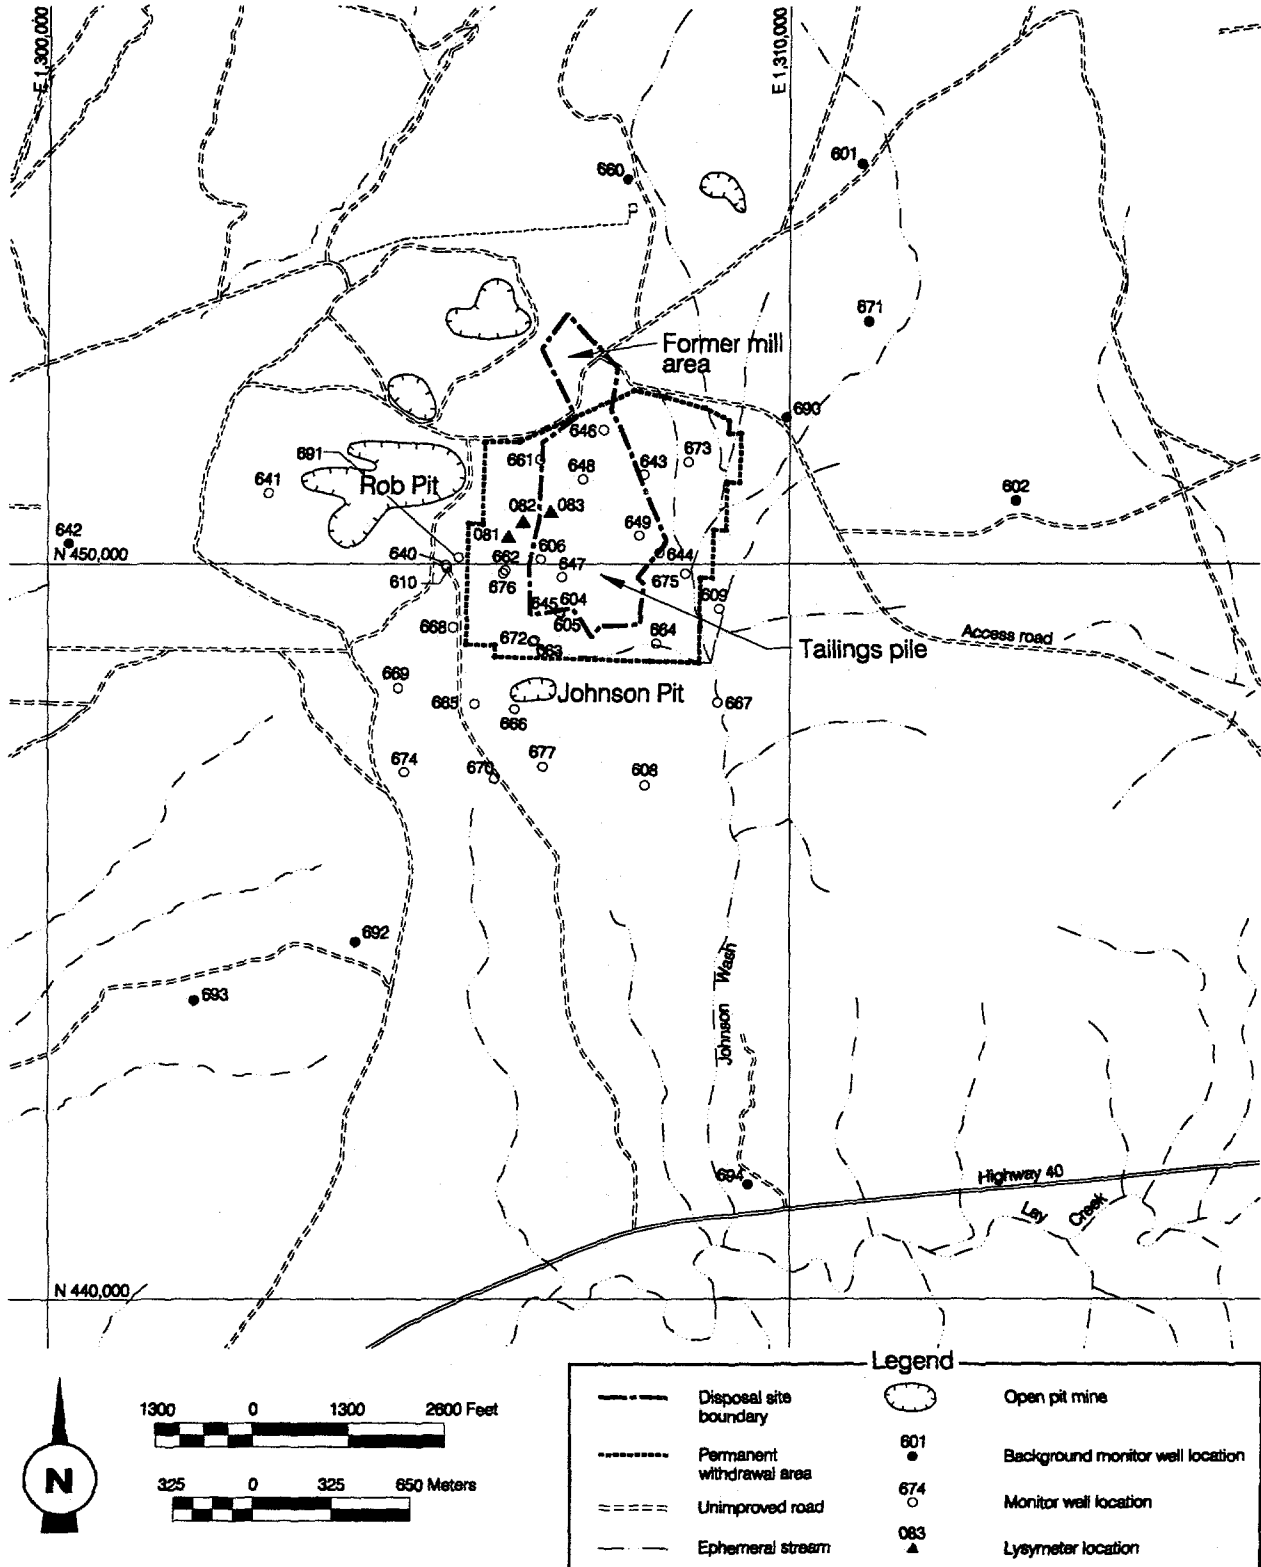 E 1,300,000
E 1,310,000
601
660
671
Former mill
area
690
646
661
673
691
648
643
641
Rob Pit
082
083
602
642
081
649
N 450,000
640
662
606
644
610
676
647
675
645
604
609
668
605
Access road
672
663
664
Tailings pile
669
665
Johnson Pit
667
666
674
670
677
608
692
693
Johnson Wash
694
Highway 40
Lay Creek
N 440,000
Legend
1300 0 1300 2600 Feet
325 0 325 650 Meters
N
Disposal site
boundary
Permanent
withdrawal area
Unimproved road
Ephemeral stream
Open pit mine
601
Background monitor well location
674
Monitor well location
083
Lysymeter location